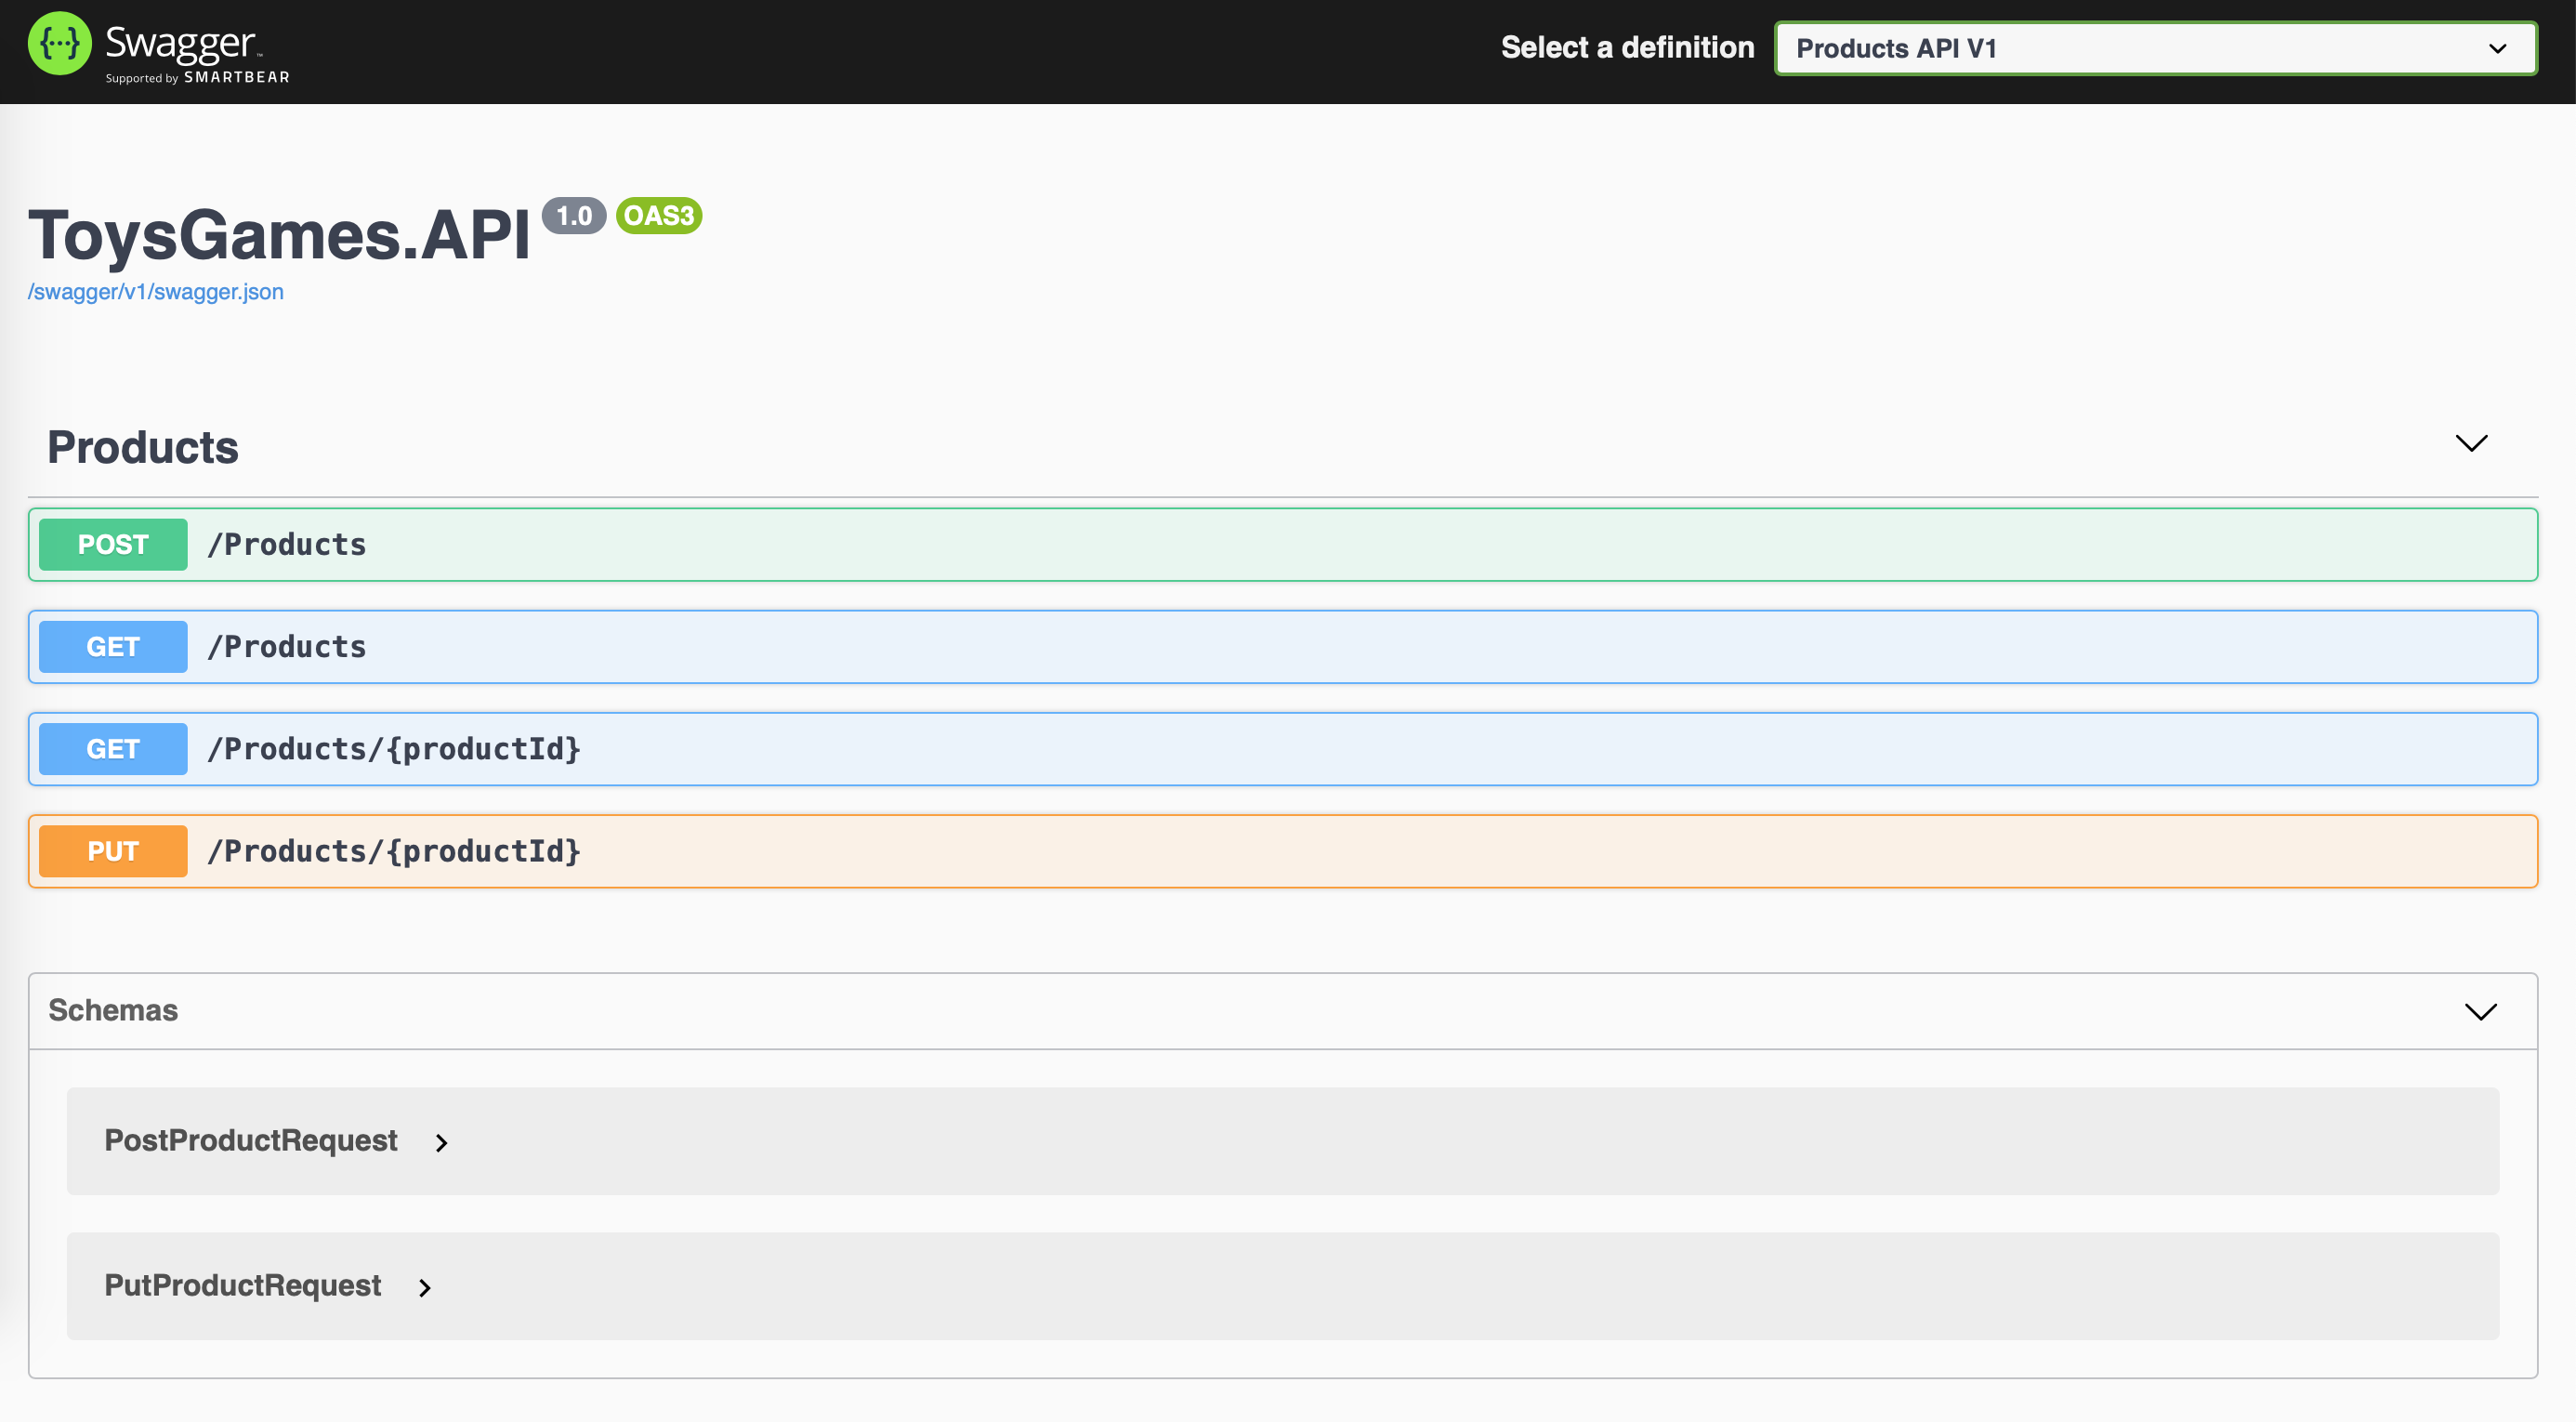 {···} Swagger™
Supported by SMARTBEAR
Select a definition
Products API V1
ToysGames.API 1.0 OAS3
/swagger/v1/swagger.json
Products
POST /Products
GET /Products
GET /Products/{productId}
PUT /Products/{productId}
Schemas
PostProductRequest
PutProductRequest